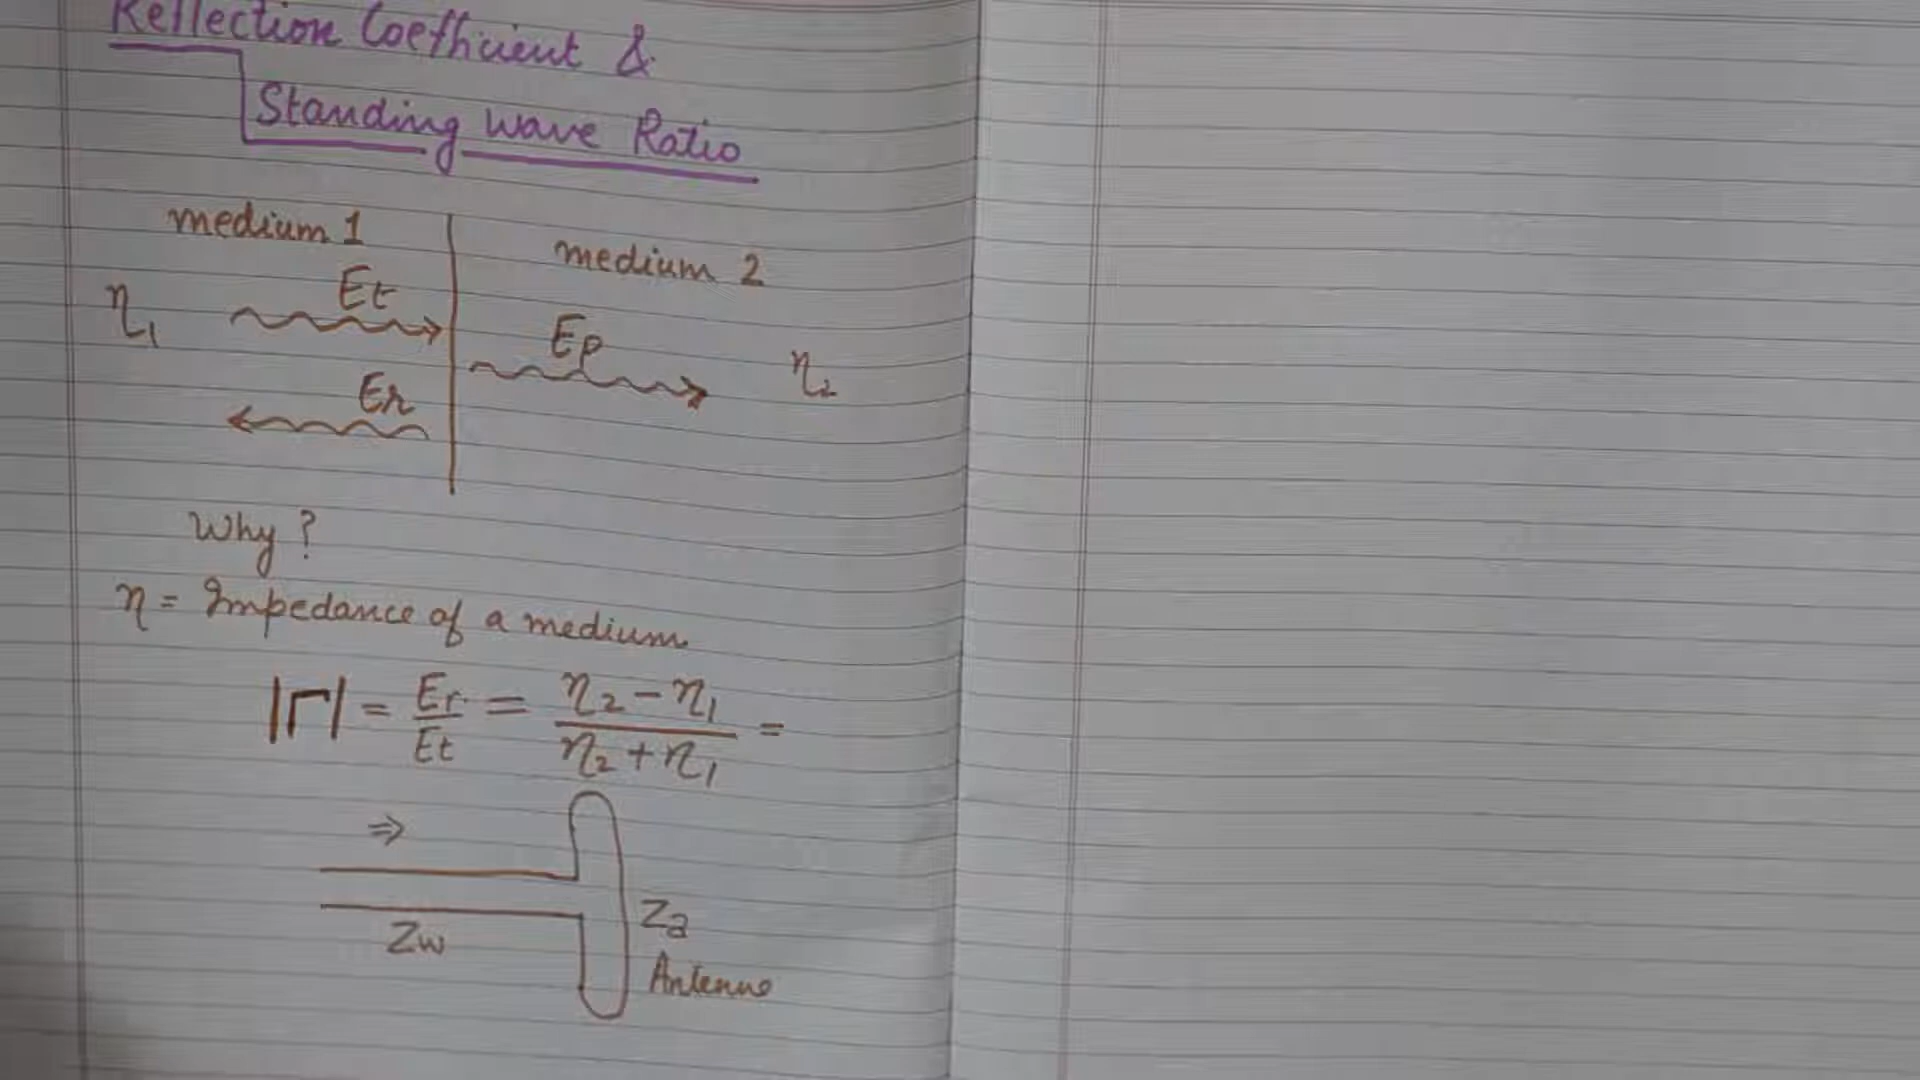 Reflection Coefficient &
Standing Wave Ratio
medium 1
medium 2
η1
Et
Ep
η2
Er
Why?
η = Impedance of a medium
|Γ| = Er/Et = η2 - η1/η2 + η1 =
⇒
Zw
Za
Antenna